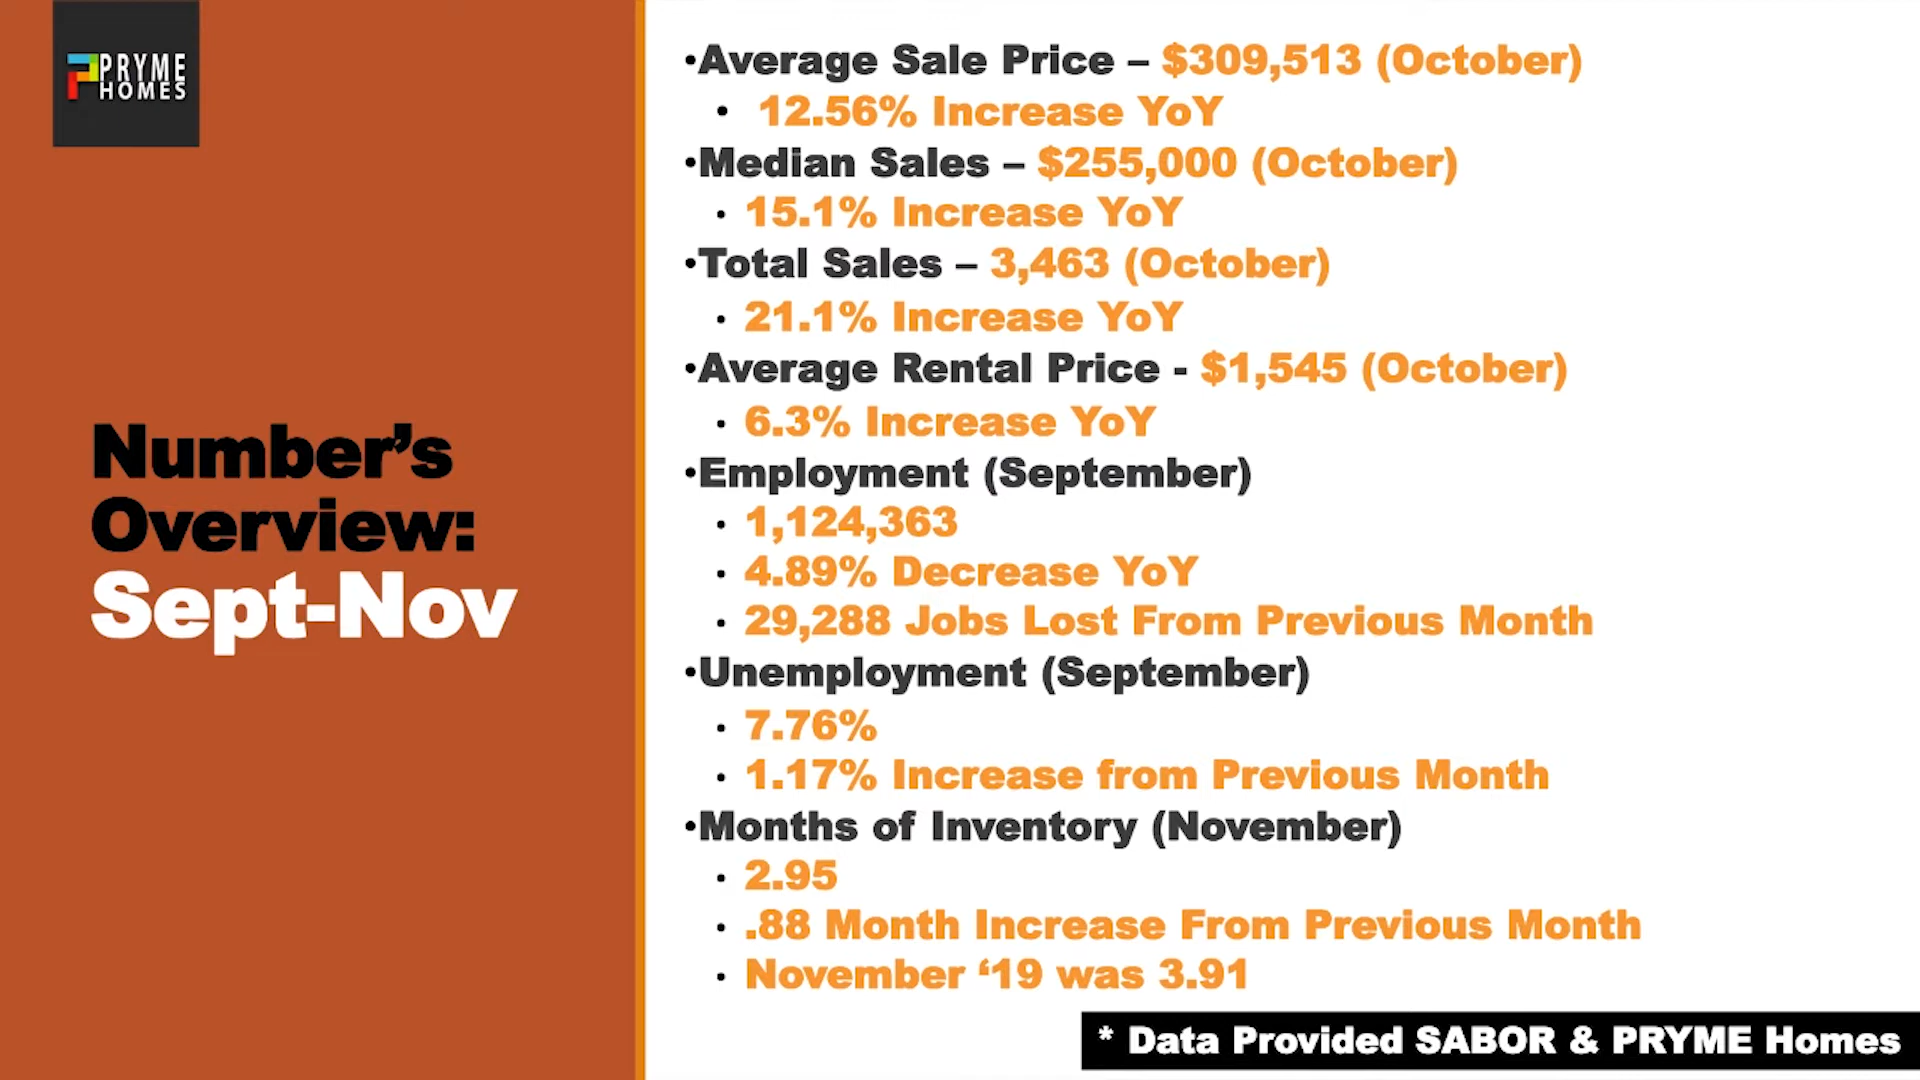 PRYME
HOMES
Number’s
Overview:
Sept-Nov
•Average Sale Price – $309,513 (October)
• 12.56% Increase YoY
•Median Sales – $255,000 (October)
• 15.1% Increase YoY
•Total Sales – 3,463 (October)
• 21.1% Increase YoY
•Average Rental Price - $1,545 (October)
• 6.3% Increase YoY
•Employment (September)
• 1,124,363
• 4.89% Decrease YoY
• 29,288 Jobs Lost From Previous Month
•Unemployment (September)
• 7.76%
• 1.17% Increase from Previous Month
•Months of Inventory (November)
• 2.95
• .88 Month Increase From Previous Month
• November ‘19 was 3.91
* Data Provided SABOR & PRYME Homes